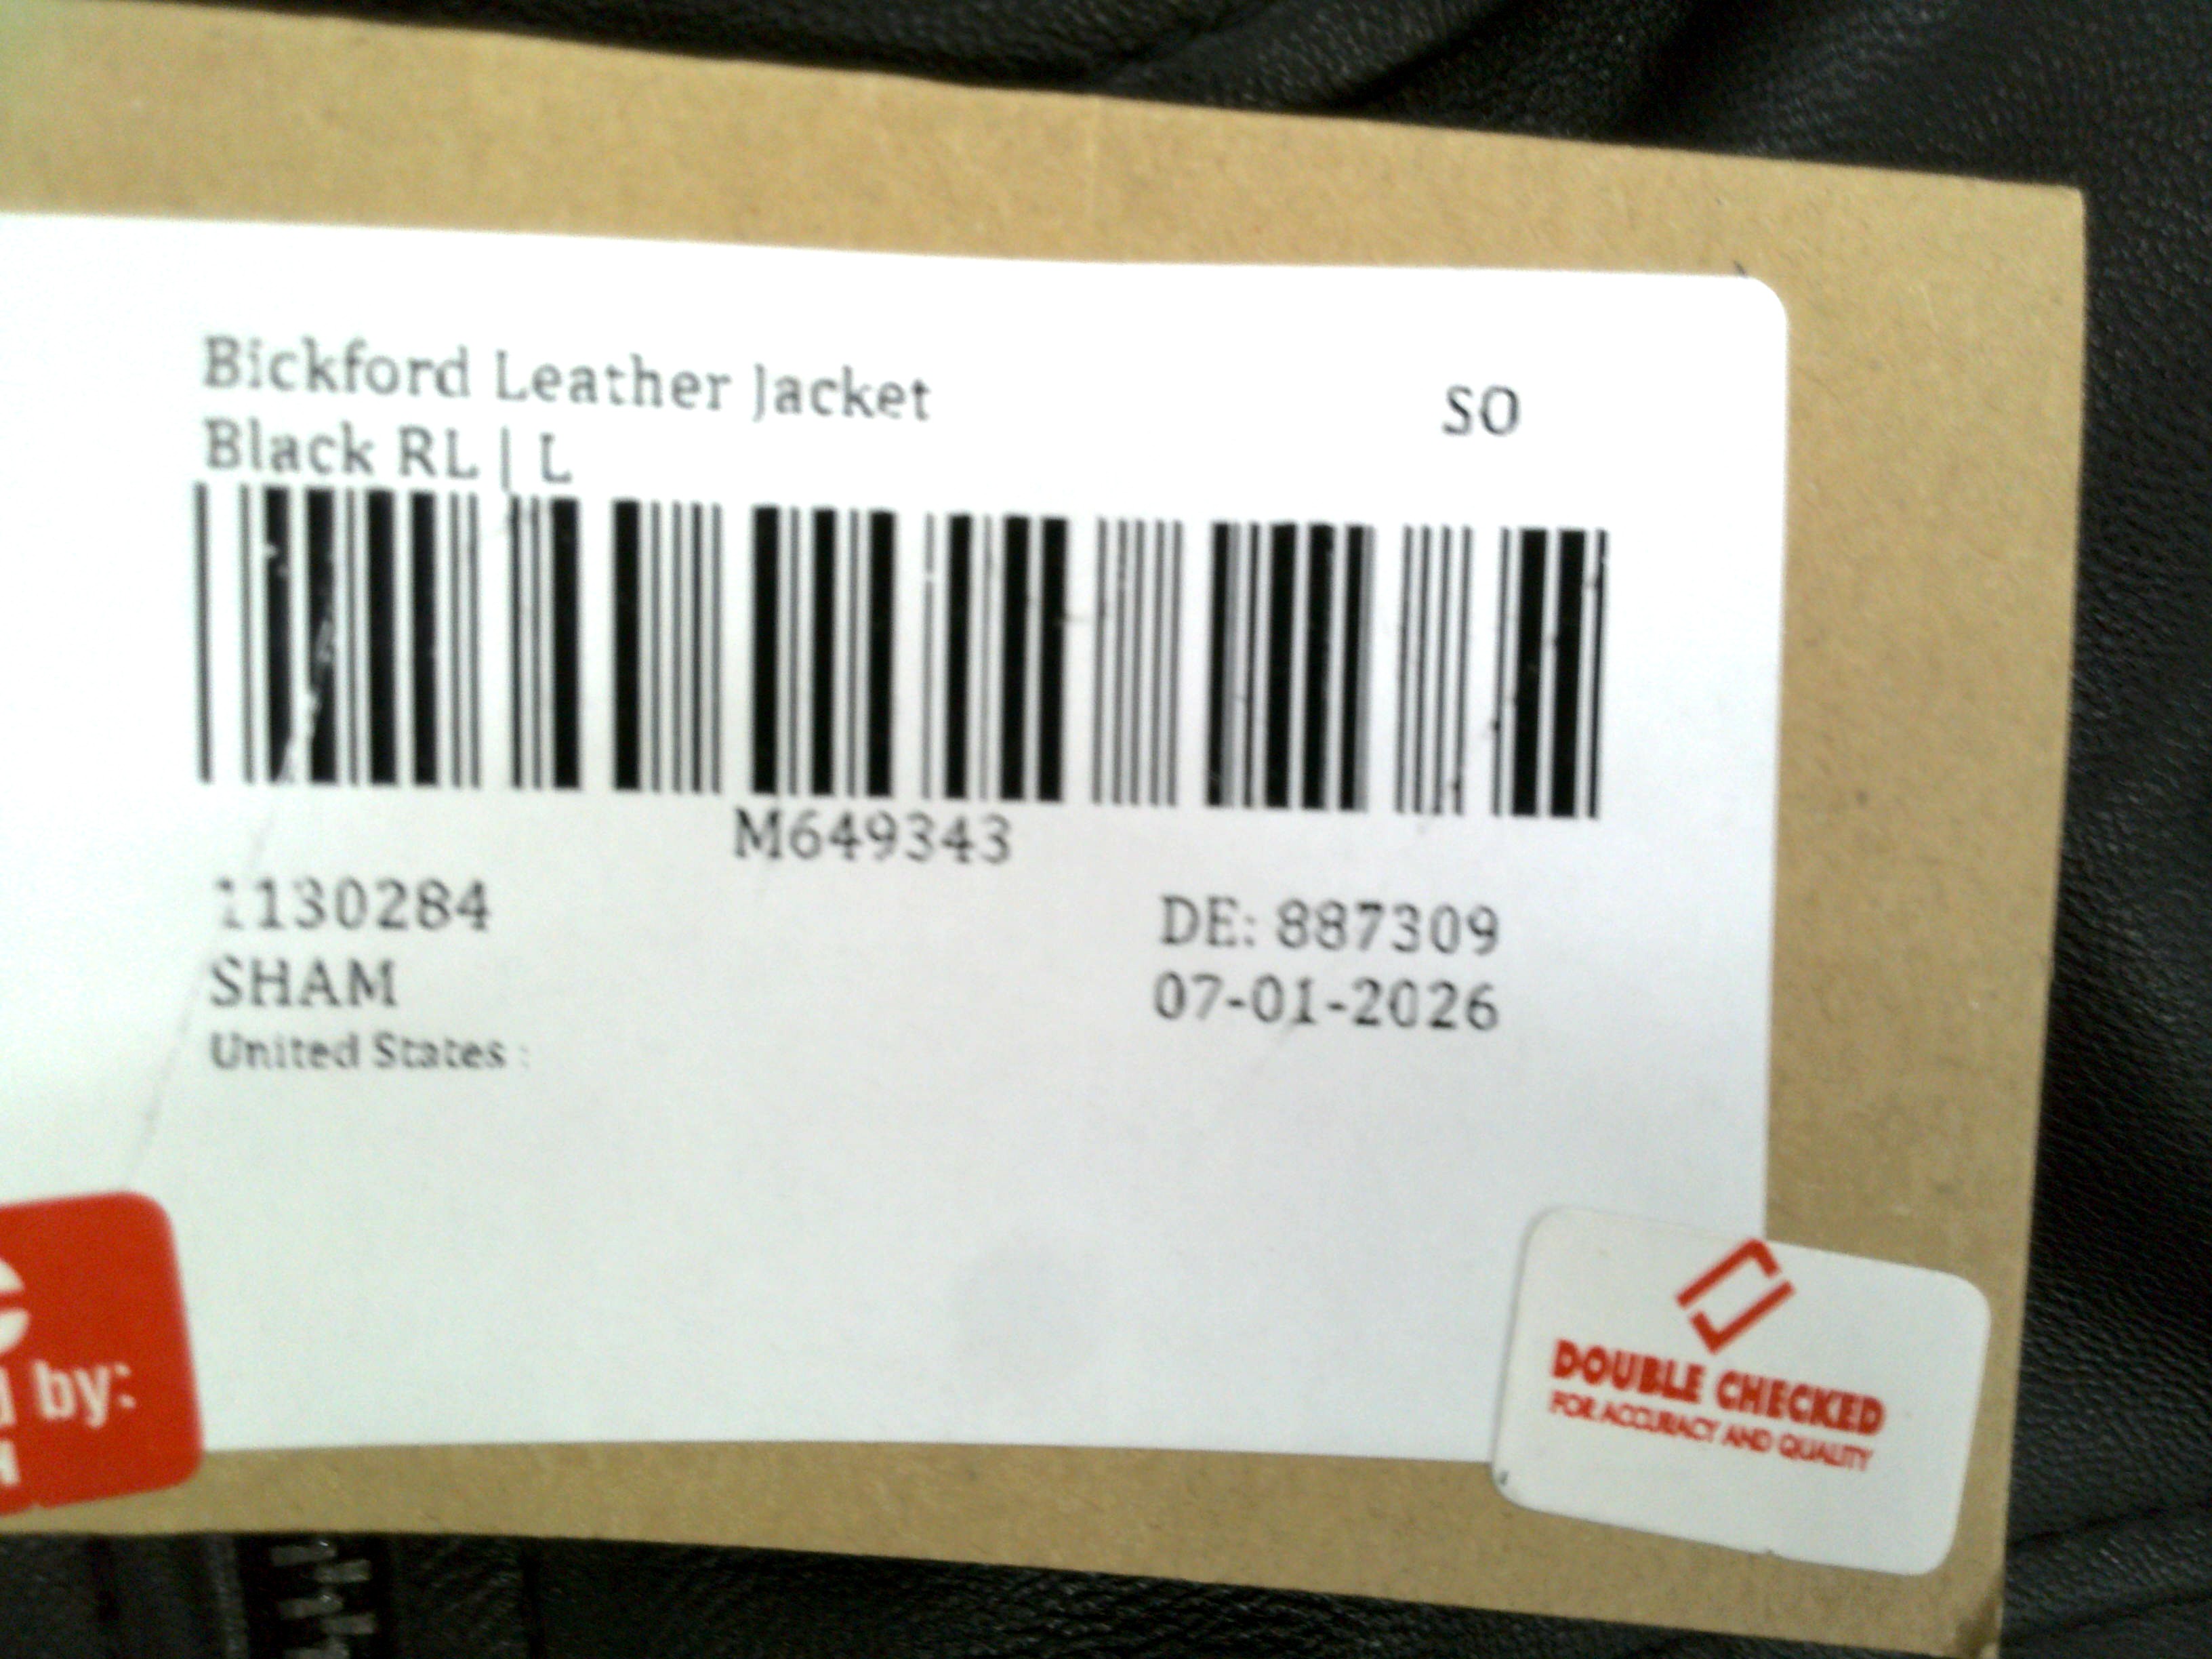 Bickford Leather Jacket
SO
Black RL | L
M649343
1130284
DE: 887309
SHAM
07-01-2026
United States :
by:
DOUBLE CHECKED
FOR ACCURACY AND QUALITY